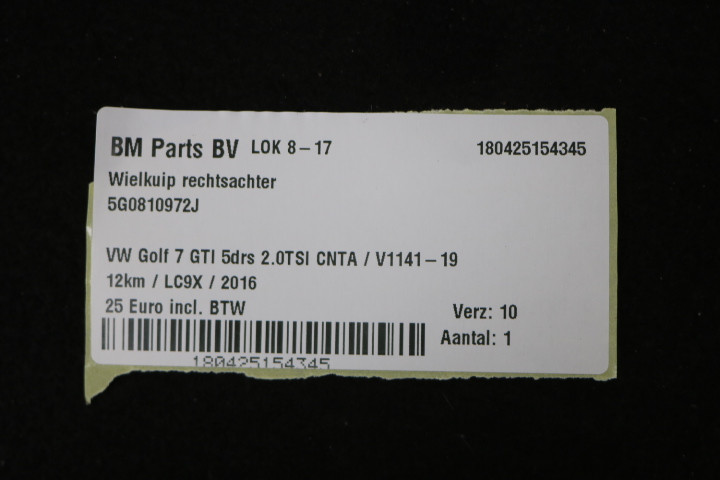 BM Parts BV LOK 8-17 180425154345
Wielkuip rechtsachter
5G0810972J
VW Golf 7 GTI 5drs 2.0TSI CNTA / V1141-19
12km / LC9X / 2016
25 Euro incl. BTW Verz: 10
Aantal: 1
180425154345